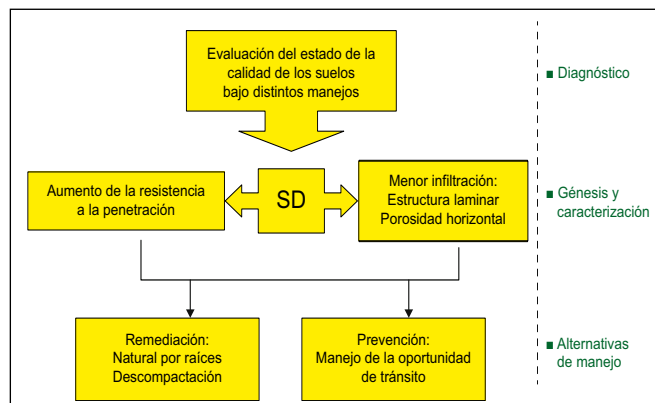 Evaluación del estado de la
calidad de los suelos
bajo distintos manejos
■ Diagnóstico
Aumento de la resistencia
a la penetración
SD
Menor infiltración:
Estructura laminar
Porosidad horizontal
■ Génesis y
caracterización
Remediación:
Natural por raíces
Descompactación
Prevención:
Manejo de la oportunidad
de tránsito
■ Alternativas
de manejo